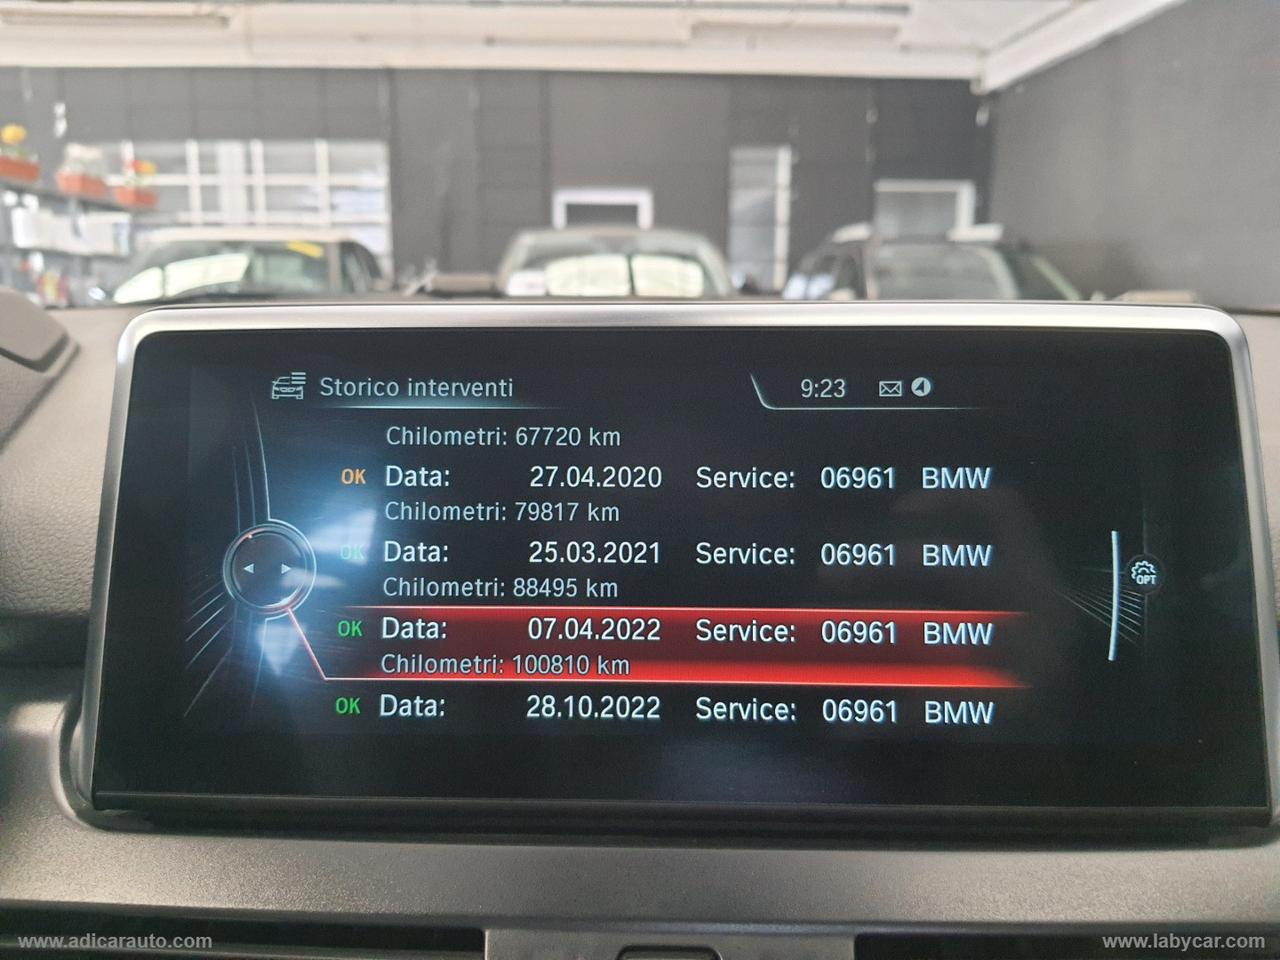 Storico interventi 9:23
Chilometri: 67720 km
OK Data: 27.04.2020 Service: 06961 BMW
Chilometri: 79817 km
OK Data: 25.03.2021 Service: 06961 BMW
Chilometri: 88495 km
OK Data: 07.04.2022 Service: 06961 BMW
Chilometri: 100810 km
OK Data: 28.10.2022 Service: 06961 BMW
OPT
www.adicarauto.com
www.labycar.com